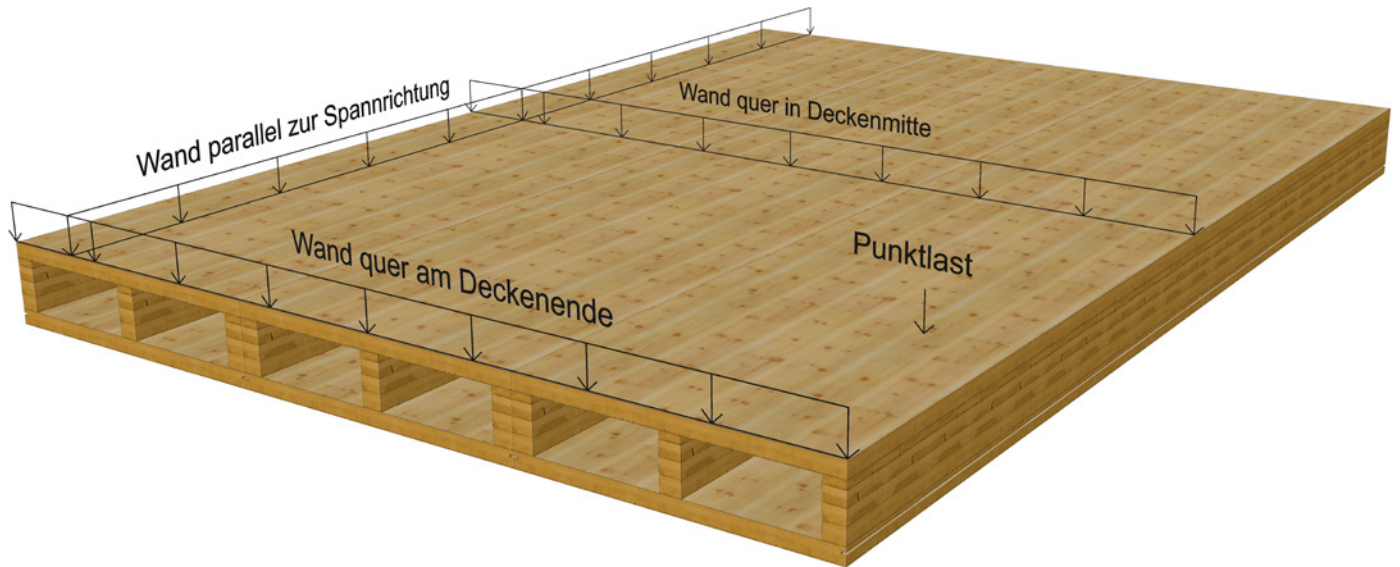 Wand parallel zur Spannrichtung
Wand quer in Deckenmitte
Wand quer am Deckenende
Punktlast